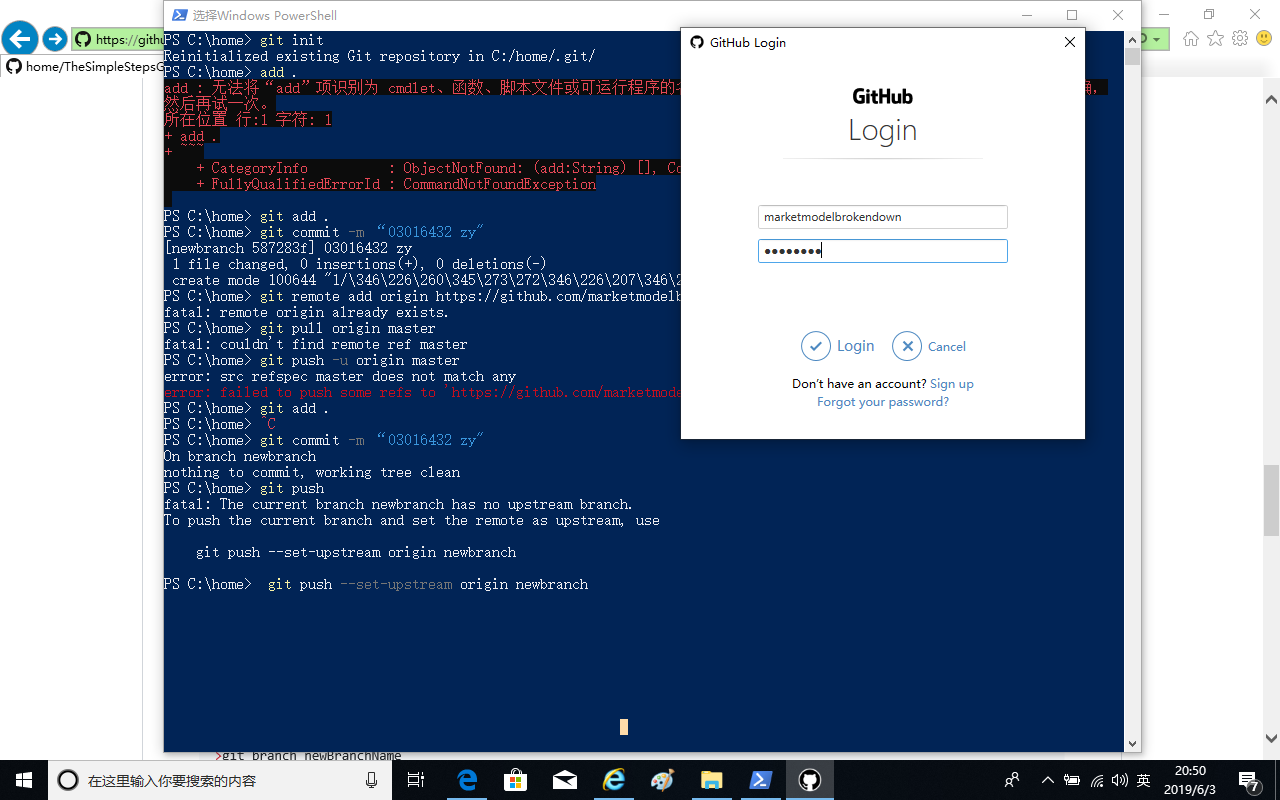 选择Windows PowerShell
https://githu
home/TheSimpleStepsG
PS C:\home> git init
Reinitialized existing Git repository in C:/home/.git/
PS C:\home> add .
add : 无法将“add”项识别为 cmdlet、函数、脚本文件或可运行程序的名
确,
然后再试一次。
所在位置 行:1 字符: 1
+ add .
+ ~~~
+ CategoryInfo : ObjectNotFound: (add:String) [], Co
+ FullyQualifiedErrorId : CommandNotFoundException
PS C:\home> git add .
PS C:\home> git commit -m “03016432 zy”
[newbranch 587283f] 03016432 zy
1 file changed, 0 insertions(+), 0 deletions(-)
create mode 100644 "1/\346\226\260\345\273\272\346\226\207\346\2
PS C:\home> git remote add origin https://github.com/marketmodelb
fatal: remote origin already exists.
PS C:\home> git pull origin master
fatal: couldn't find remote ref master
PS C:\home> git push -u origin master
error: src refspec master does not match any
error: failed to push some refs to 'https://github.com/marketmode
PS C:\home> git add .
PS C:\home> ^C
PS C:\home> git commit -m “03016432 zy”
On branch newbranch
nothing to commit, working tree clean
PS C:\home> git push
fatal: The current branch newbranch has no upstream branch.
To push the current branch and set the remote as upstream, use
git push --set-upstream origin newbranch
PS C:\home>  git push --set-upstream origin newbranch
GitHub Login
GitHub
Login
marketmodelbrokendown
●●●●●●●●
Login
Cancel
Don't have an account? Sign up
Forgot your password?
>git branch newBranchName
在这里输入你要搜索的内容
英
20:50
2019/6/3
7